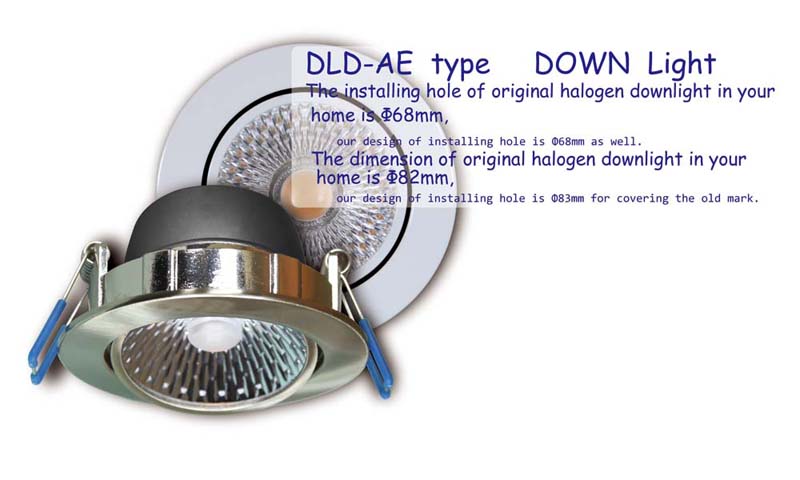 DLD-AE type DOWN Light
The installing hole of original halogen downlight in your
home is Φ68mm,
our design of installing hole is Φ68mm as well.
The dimension of original halogen downlight in your
home is Φ82mm,
our design of installing hole is Φ83mm for covering the old mark.